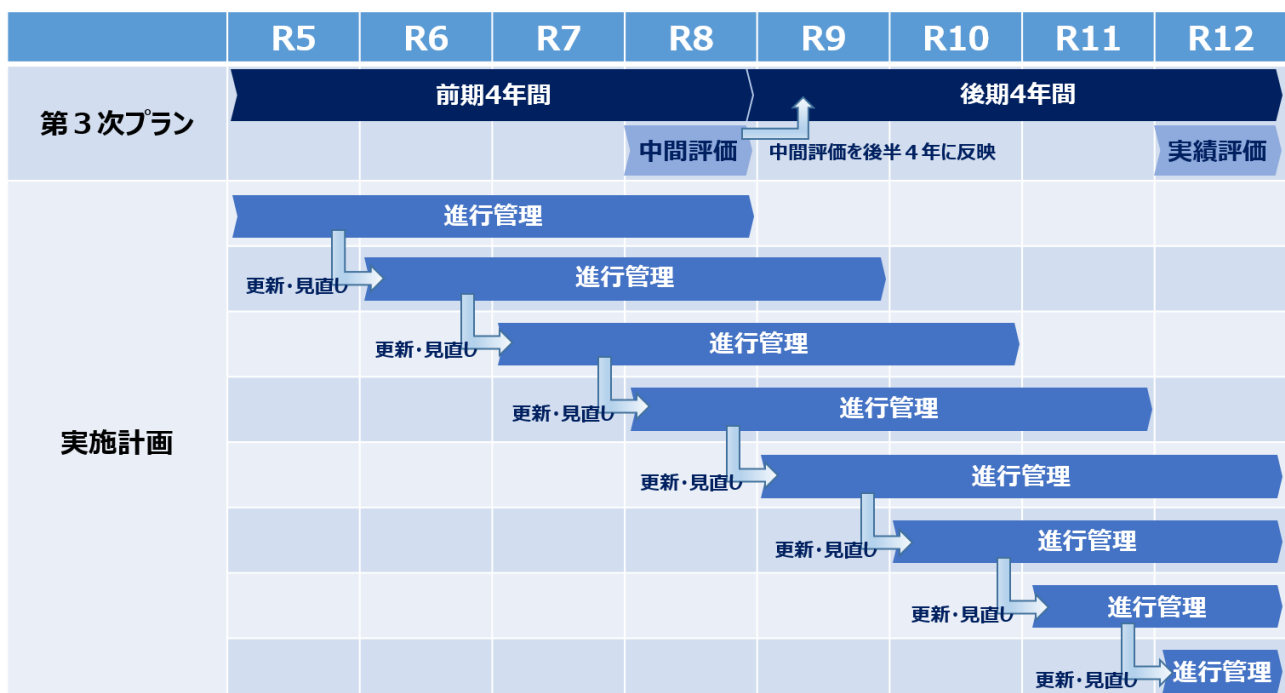 R5 R6 R7 R8 R9 R10 R11 R12
第３次プラン
前期4年間
後期4年間
中間評価
中間評価を後半４年に反映
実績評価
実施計画
進行管理
更新・見直し
進行管理
更新・見直し
進行管理
更新・見直し
進行管理
更新・見直し
進行管理
更新・見直し
進行管理
更新・見直し
進行管理
更新・見直し
進行管理